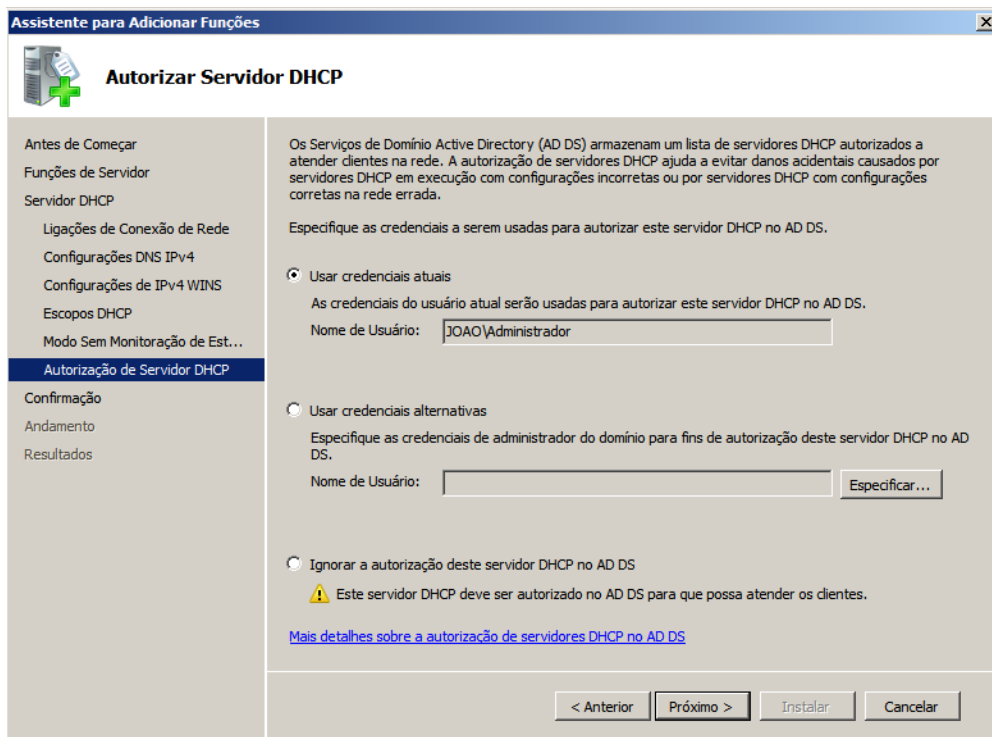 Assistente para Adicionar Funções
Autorizar Servidor DHCP
Antes de Começar
Funções de Servidor
Servidor DHCP
Ligações de Conexão de Rede
Configurações DNS IPv4
Configurações de IPv4 WINS
Escopos DHCP
Modo Sem Monitoração de Est...
Autorização de Servidor DHCP
Confirmação
Andamento
Resultados
Os Serviços de Domínio Active Directory (AD DS) armazenam um lista de servidores DHCP autorizados a
atender clientes na rede. A autorização de servidores DHCP ajuda a evitar danos acidentais causados por
servidores DHCP em execução com configurações incorretas ou por servidores DHCP com configurações
corretas na rede errada.
Especifique as credenciais a serem usadas para autorizar este servidor DHCP no AD DS.
Usar credenciais atuais
As credenciais do usuário atual serão usadas para autorizar este servidor DHCP no AD DS.
Nome de Usuário: JOAO\Administrador
Usar credenciais alternativas
Especifique as credenciais de administrador do domínio para fins de autorização deste servidor DHCP no AD
DS.
Nome de Usuário: Especificar...
Ignorar a autorização deste servidor DHCP no AD DS
Este servidor DHCP deve ser autorizado no AD DS para que possa atender os clientes.
Mais detalhes sobre a autorização de servidores DHCP no AD DS
< Anterior Próximo > Instalar Cancelar